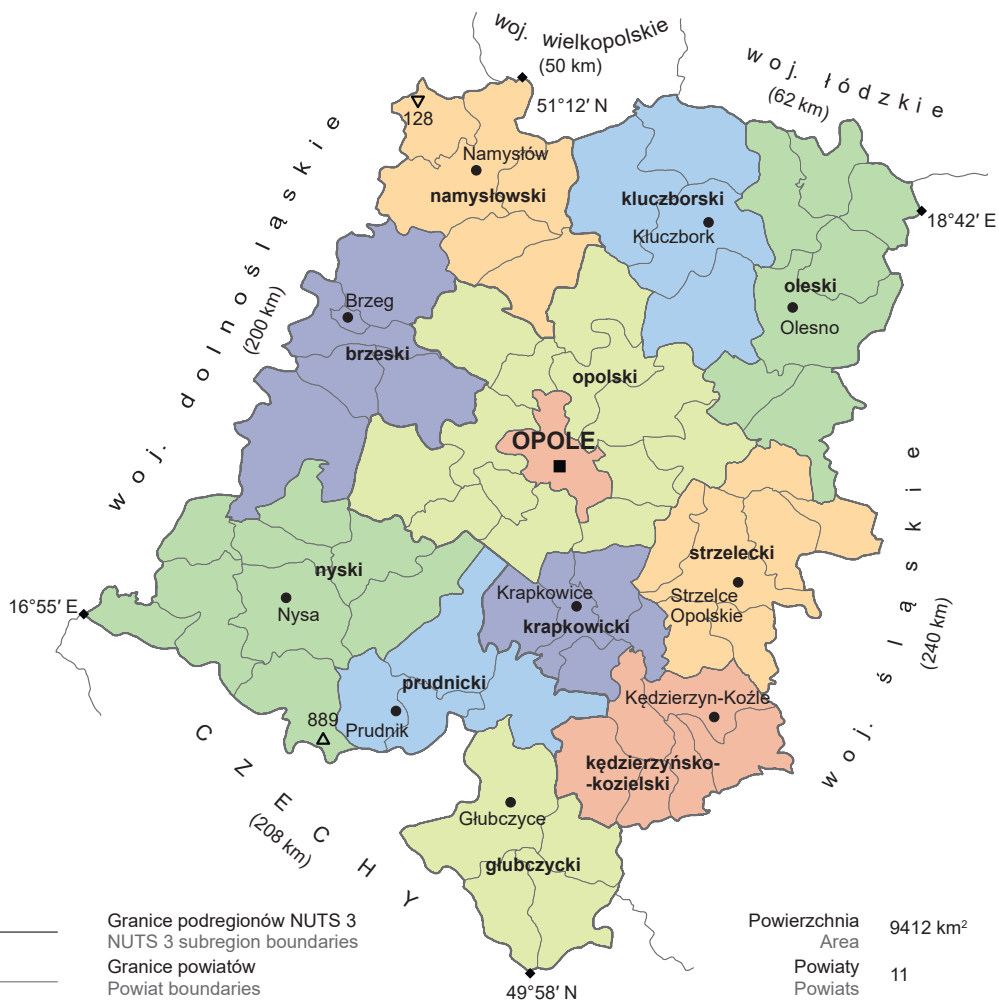 woj. wielkopolskie
(50 km)
woj. łódzkie
(62 km)
51°12′ N
128
Namysłów
namysłowski
kluczborski
Kluczbork
18°42′ E
oleski
Olesno
woj. dolnośląskie
(200 km)
Brzeg
brzeski
opolski
OPOLE
strzelecki
Strzelce
Opolskie
woj. śląskie
(240 km)
nyski
Nysa
16°55′ E
Krapkowice
krapkowicki
prudnicki
Prudnik
889
Kędzierzyn-Koźle
kędzierzyńsko-
-kozielski
CZECHY
(208 km)
Głubczyce
głubczycki
49°58′ N
Granice podregionów NUTS 3
NUTS 3 subregion boundaries
Granice powiatów
Powiat boundaries
Powierzchnia 9412 km²
Area
Powiaty 11
Powiats